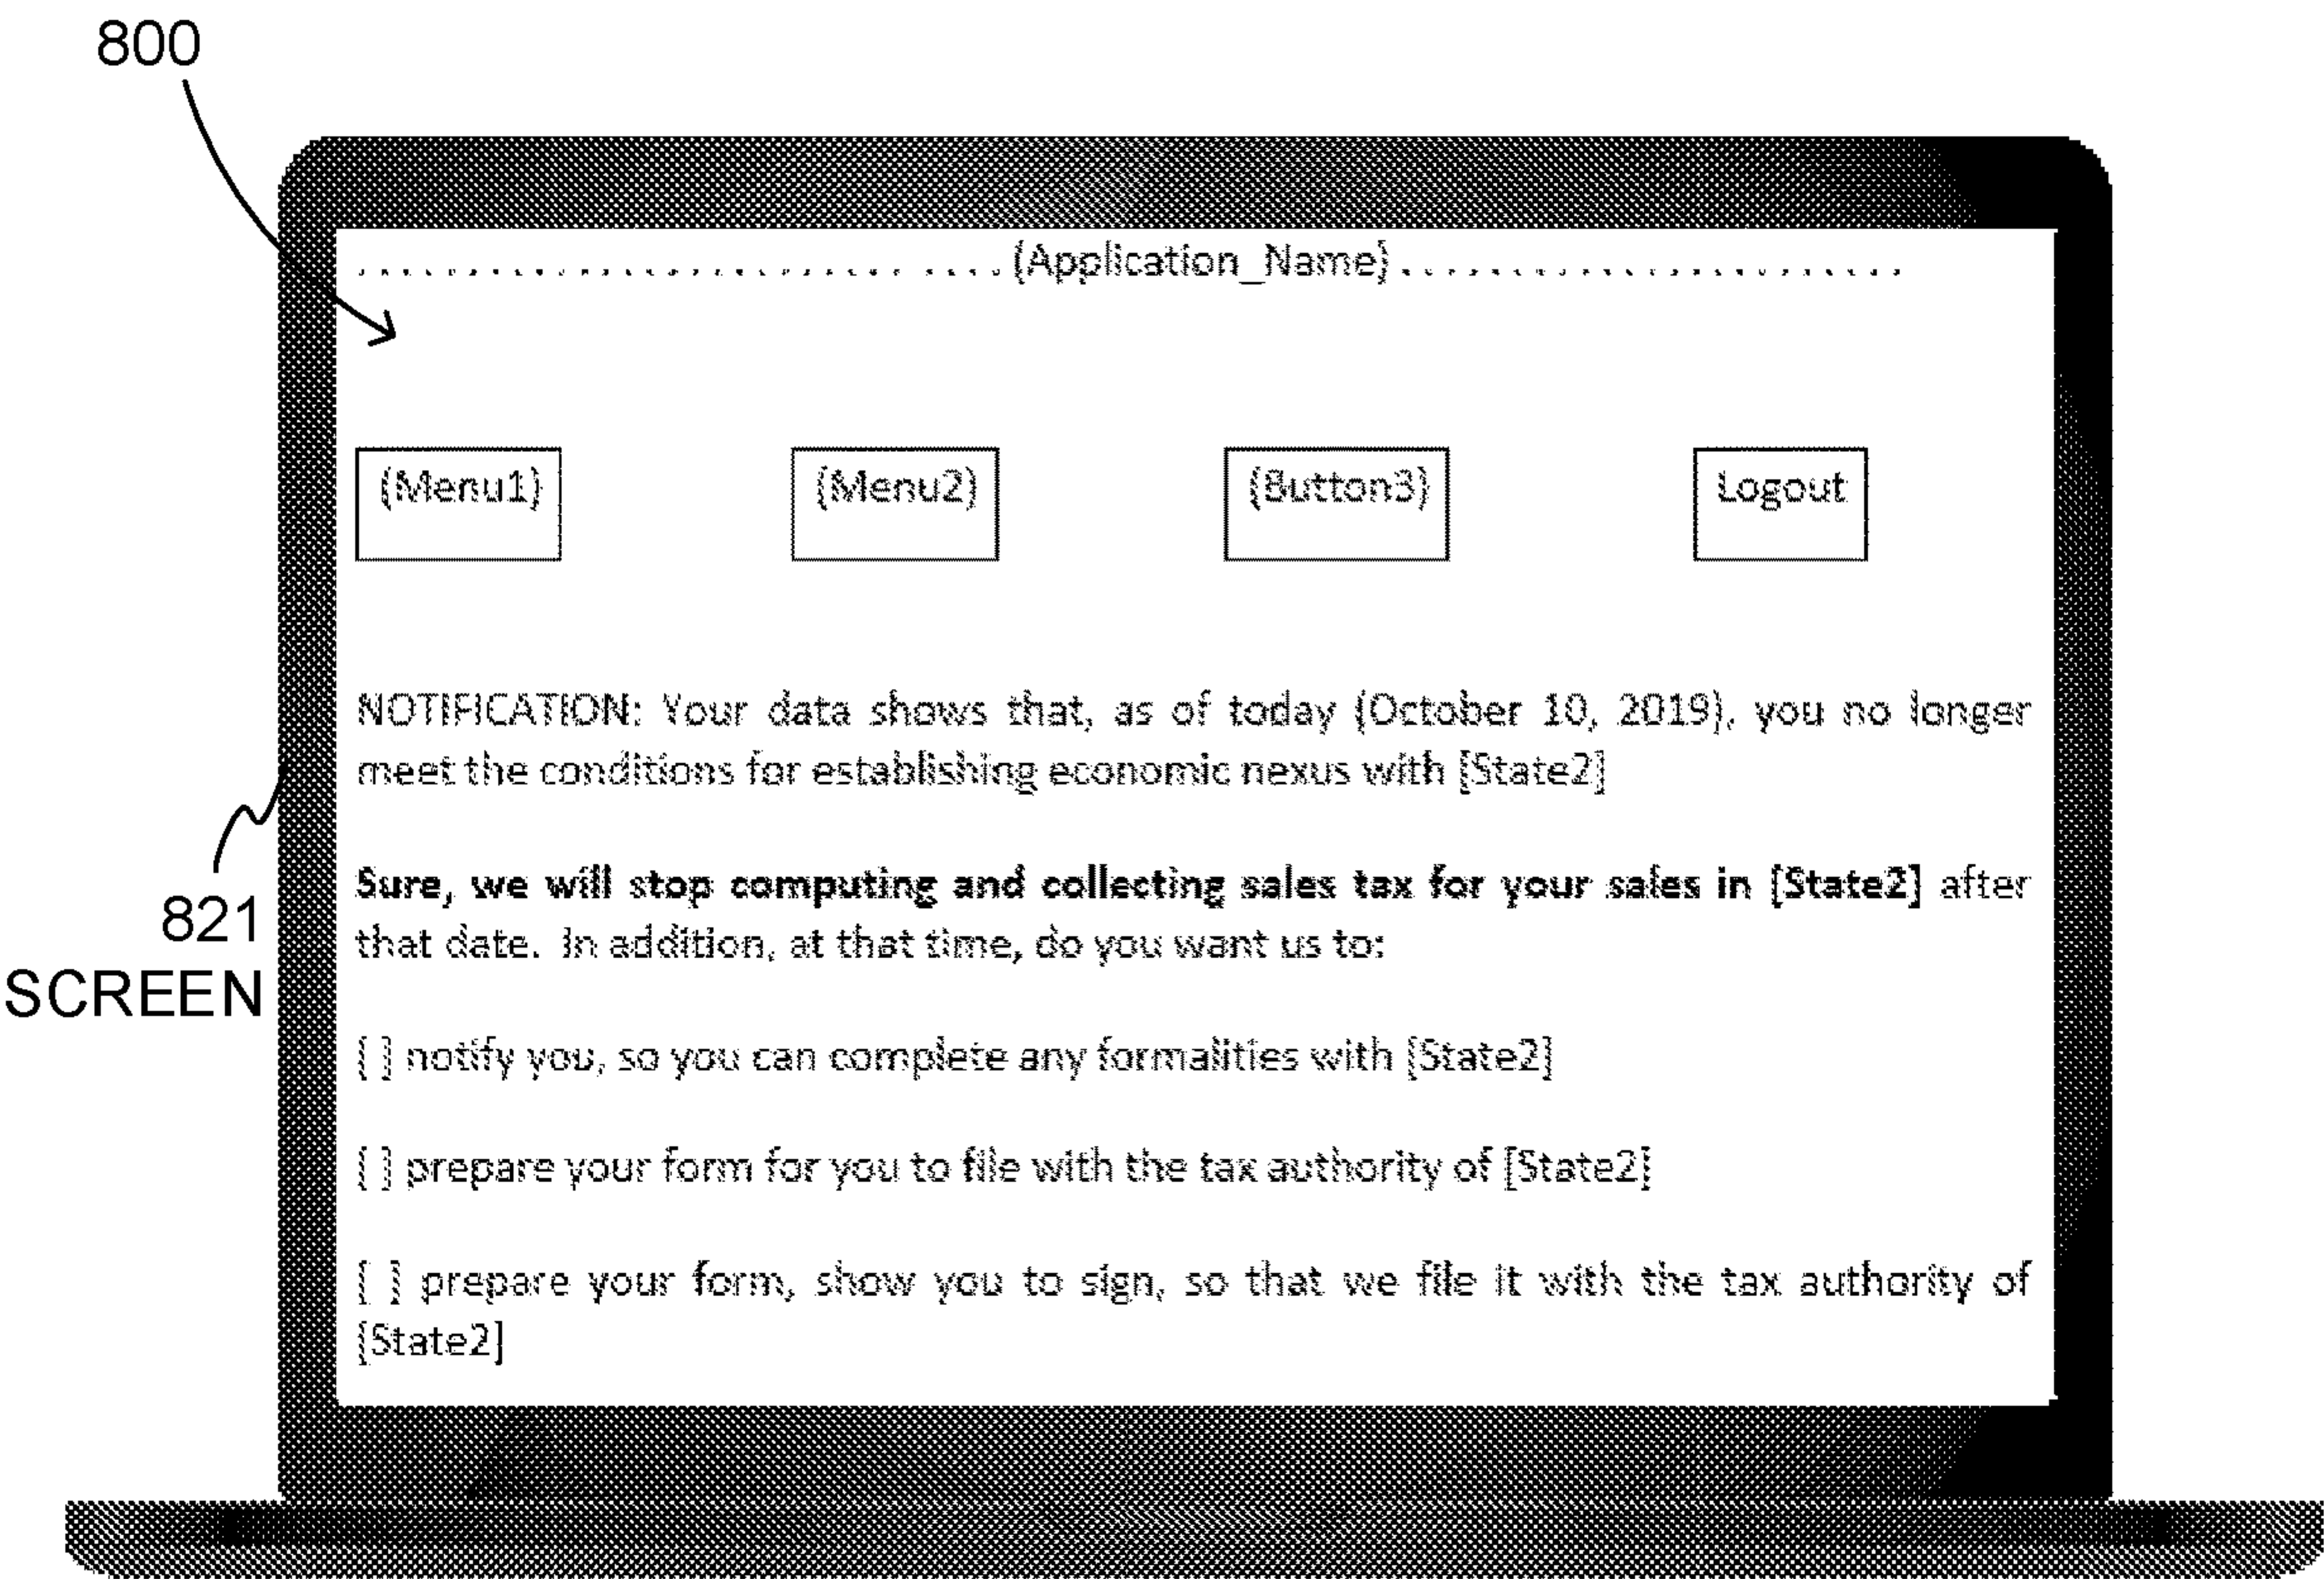 800
. . . . . . . . . . . . . . . . . . . . . . . . . . . . . . . . . . . (Application_Name) . . . . . . . . . . . . . . . . . . . . . . .
(Menu1) (Menu2) (Button3) Logout
NOTIFICATION: Your data shows that, as of today (October 10, 2019), you no longer
meet the conditions for establishing economic nexus with [State2]
Sure, we will stop computing and collecting sales tax for your sales in [State2] after
that date. In addition, at that time, do you want us to:
[ ] notify you, so you can complete any formalities with [State2]
[ ] prepare your form for you to file with the tax authority of [State2]
[ ] prepare your form, show you to sign, so that we file it with the tax authority of
[State2]
821
SCREEN